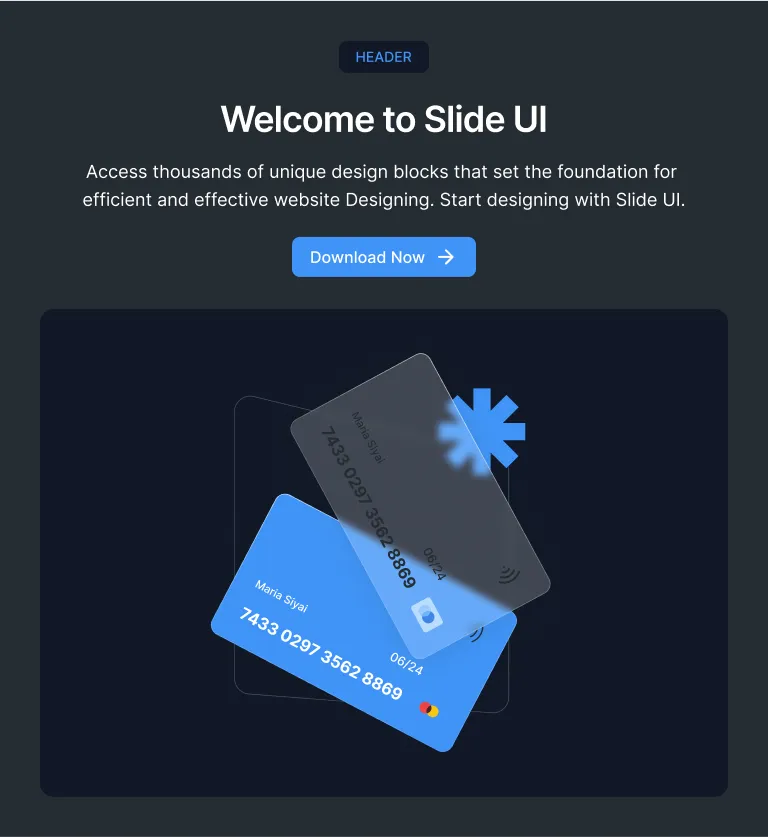 HEADER
Welcome to Slide UI
Access thousands of unique design blocks that set the foundation for
efficient and effective website Designing. Start designing with Slide UI.
Download Now
Maria Siyai
7433 0297 3562 8869
06/24
Maria Siyai
7433 0297 3562 8869
06/24